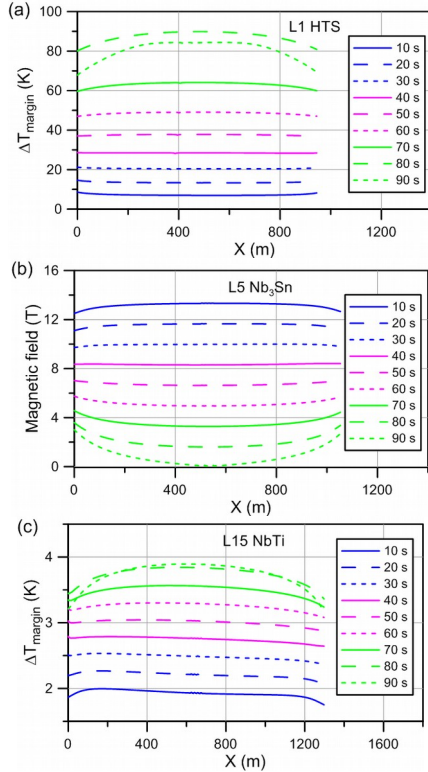 (a)
L1 HTS
100
80
60
40
20
0
ΔT_margin (K)
0 400 800 1200
X (m)
10 s
20 s
30 s
40 s
50 s
60 s
70 s
80 s
90 s
(b)
L5 Nb₃Sn
16
12
8
4
0
Magnetic field (T)
0 400 800 1200
X (m)
10 s
20 s
30 s
40 s
50 s
60 s
70 s
80 s
90 s
(c)
L15 NbTi
4
3
2
ΔT_margin (K)
0 400 800 1200 1600
X (m)
10 s
20 s
30 s
40 s
50 s
60 s
70 s
80 s
90 s